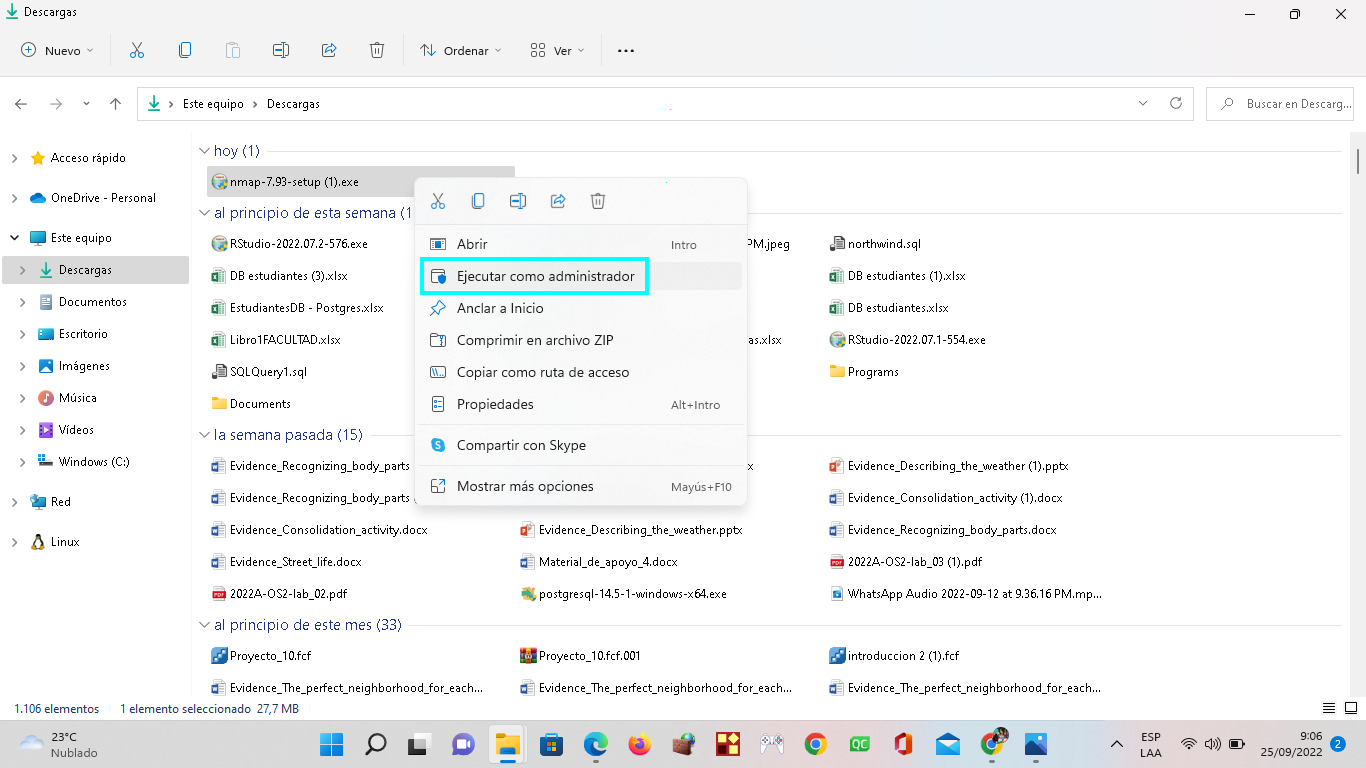 Descargas
Nuevo
Ordenar
Ver
Este equipo
Descargas
Buscar en Descarg...
Acceso rápido
OneDrive - Personal
Este equipo
Descargas
Documentos
Escritorio
Imágenes
Música
Vídeos
Windows (C:)
Red
Linux
hoy (1)
nmap-7.93-setup (1).exe
al principio de esta semana (1
RStudio-2022.07.2-576.exe
PM.jpeg
northwind.sql
DB estudiantes (3).xlsx
DB estudiantes (1).xlsx
EstudiantesDB - Postgres.xlsx
DB estudiantes.xlsx
Libro1FACULTAD.xlsx
as.xlsx
RStudio-2022.07.1-554.exe
SQLQuery1.sql
Programs
Documents
Abrir
Intro
Ejecutar como administrador
Anclar a Inicio
Comprimir en archivo ZIP
Copiar como ruta de acceso
Propiedades
Alt+Intro
Compartir con Skype
Mostrar más opciones
Mayús+F10
la semana pasada (15)
Evidence_Recognizing_body_parts
Evidence_Describing_the_weather (1).pptx
Evidence_Recognizing_body_parts
Evidence_Consolidation_activity (1).docx
Evidence_Consolidation_activity.docx
Evidence_Describing_the_weather.pptx
Evidence_Recognizing_body_parts.docx
Evidence_Street_life.docx
Material_de_apoyo_4.docx
2022A-OS2-lab_03 (1).pdf
2022A-OS2-lab_02.pdf
postgresql-14.5-1-windows-x64.exe
WhatsApp Audio 2022-09-12 at 9.36.16 PM.mp...
al principio de este mes (33)
Proyecto_10.fcf
Proyecto_10.fcf.001
introduccion 2 (1).fcf
Evidence_The_perfect_neighborhood_for_each...
Evidence_The_perfect_neighborhood_for_each...
Evidence_The_perfect_neighborhood_for_each...
1.106 elementos
1 elemento seleccionado 27,7 MB
23°C
Nublado
QC
ESP
LAA
9:06
25/09/2022
2